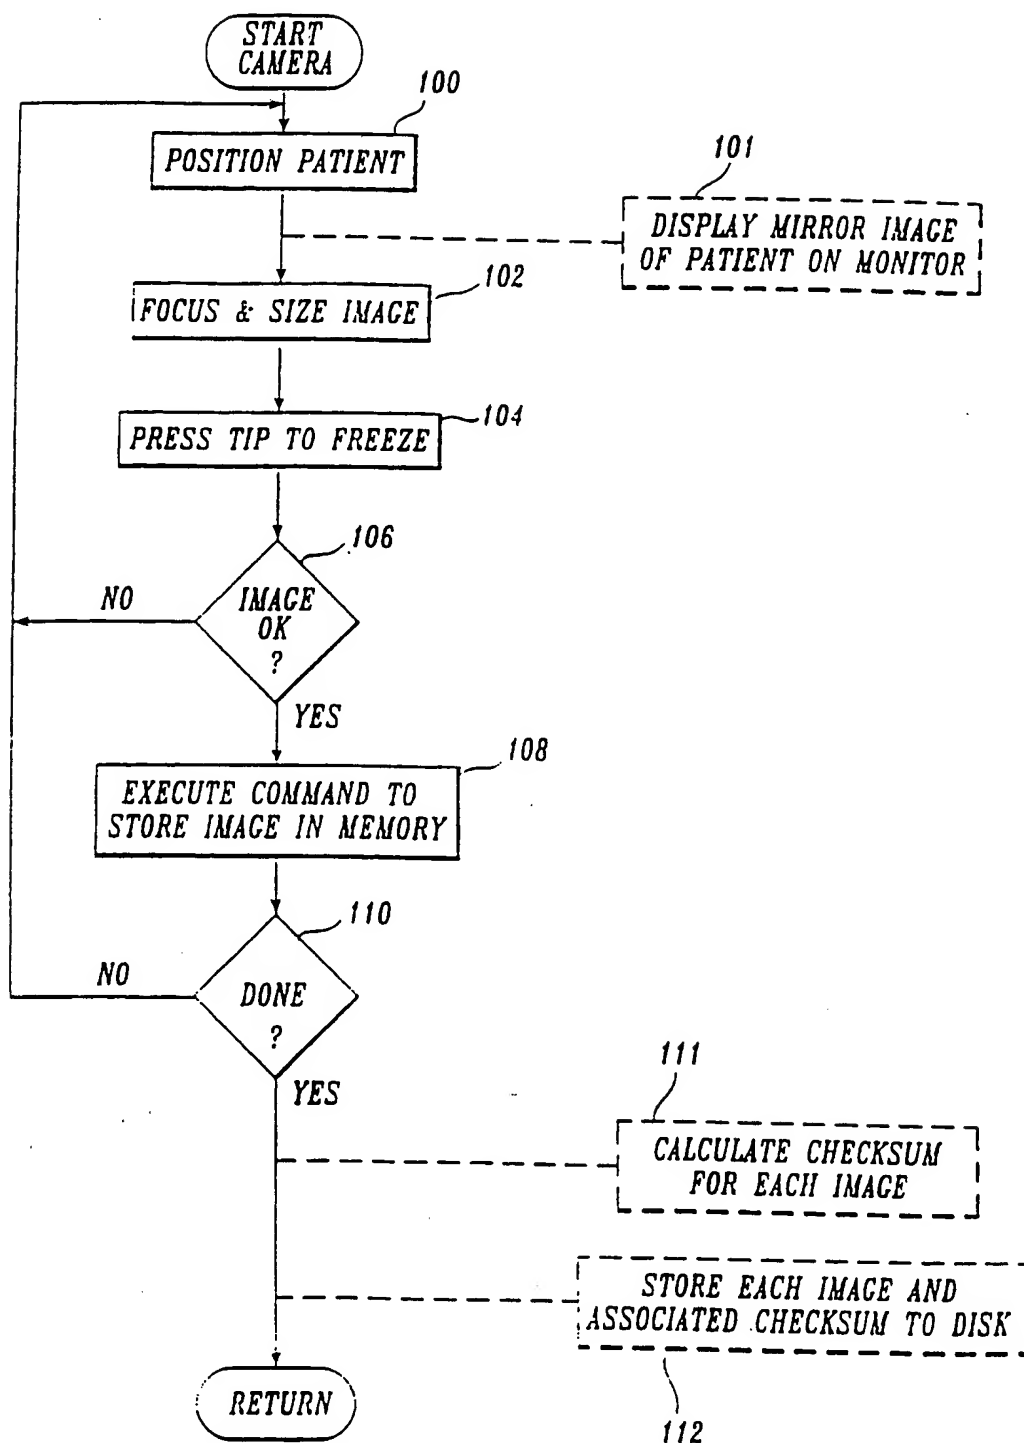 START
CAMERA
100
POSITION PATIENT
101
DISPLAY MIRROR IMAGE
OF PATIENT ON MONITOR
102
FOCUS & SIZE IMAGE
104
PRESS TIP TO FREEZE
106
IMAGE
OK
?
NO
YES
108
EXECUTE COMMAND TO
STORE IMAGE IN MEMORY
110
DONE
?
NO
YES
111
CALCULATE CHECKSUM
FOR EACH IMAGE
STORE EACH IMAGE AND
ASSOCIATED CHECKSUM TO DISK
112
RETURN